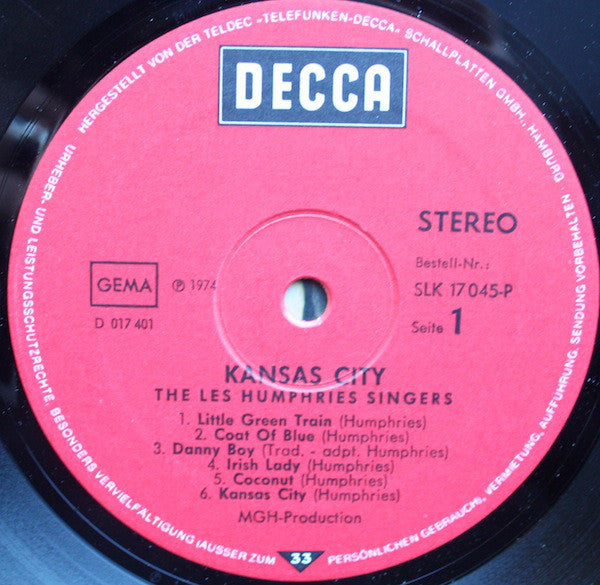 HERGESTELLT VON DER TELDEC »TELEFUNKEN-DECCA« SCHALLPLATTEN GMBH., HAMBURG
DECCA
STEREO
Bestell-Nr.:
GEMA
℗ 1974
SLK 17 045-P
D 017 401
Seite 1
KANSAS CITY
THE LES HUMPHRIES SINGERS
1. Little Green Train (Humphries)
2. Coat Of Blue (Humphries)
3. Danny Boy (Trad. - adpt. Humphries)
4. Irish Lady (Humphries)
5. Coconut (Humphries)
6. Kansas City (Humphries)
MGH-Production
URHEBER- UND LEISTUNGSSCHUTZRECHTE, BESONDERS VERVIELFÄLTIGUNG (AUSSER ZUM PERSÖNLICHEN GEBRAUCH), VERMIETUNG, AUFFÜHRUNG, SENDUNG VORBEHALTEN
33